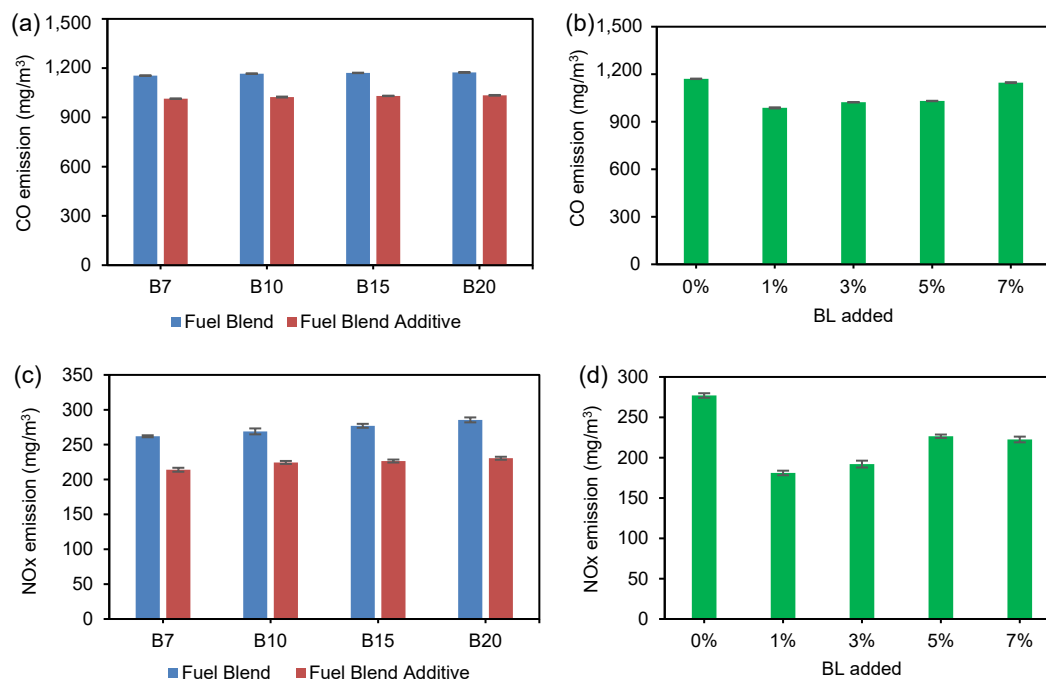 (a)
1,500
1,200
900
600
300
0
CO emission (mg/m³)
B7 B10 B15 B20
Fuel Blend Fuel Blend Additive
(b)
1,500
1,200
900
600
300
0
CO emission (mg/m³)
0% 1% 3% 5% 7%
BL added
(c)
350
300
250
200
150
100
50
0
NOx emission (mg/m³)
B7 B10 B15 B20
Fuel Blend Fuel Blend Additive
(d)
300
250
200
150
100
50
0
NOx emission (mg/m³)
0% 1% 3% 5% 7%
BL added